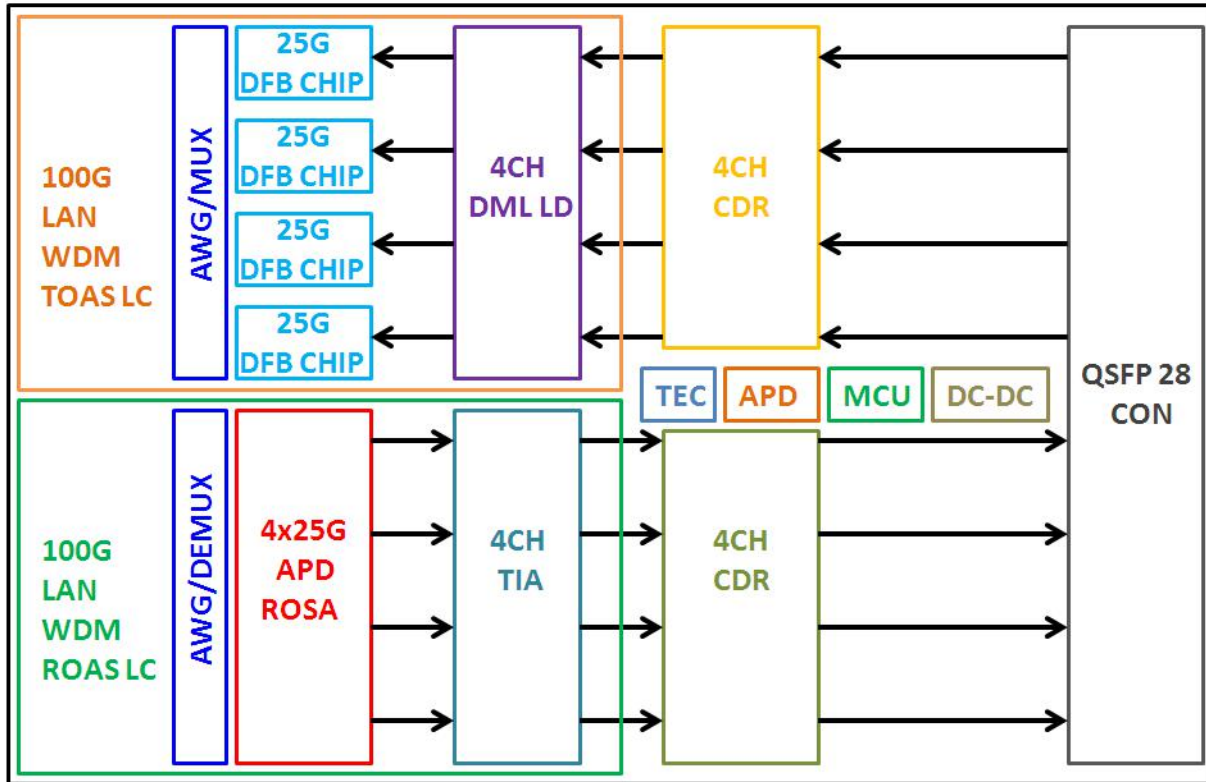 100G
LAN
WDM
TOAS LC
AWG/MUX
25G
DFB CHIP
25G
DFB CHIP
25G
DFB CHIP
25G
DFB CHIP
4CH
DML LD
4CH
CDR
QSFP 28
CON
TEC
APD
MCU
DC-DC
100G
LAN
WDM
ROAS LC
AWG/DEMUX
4x25G
APD
ROSA
4CH
TIA
4CH
CDR